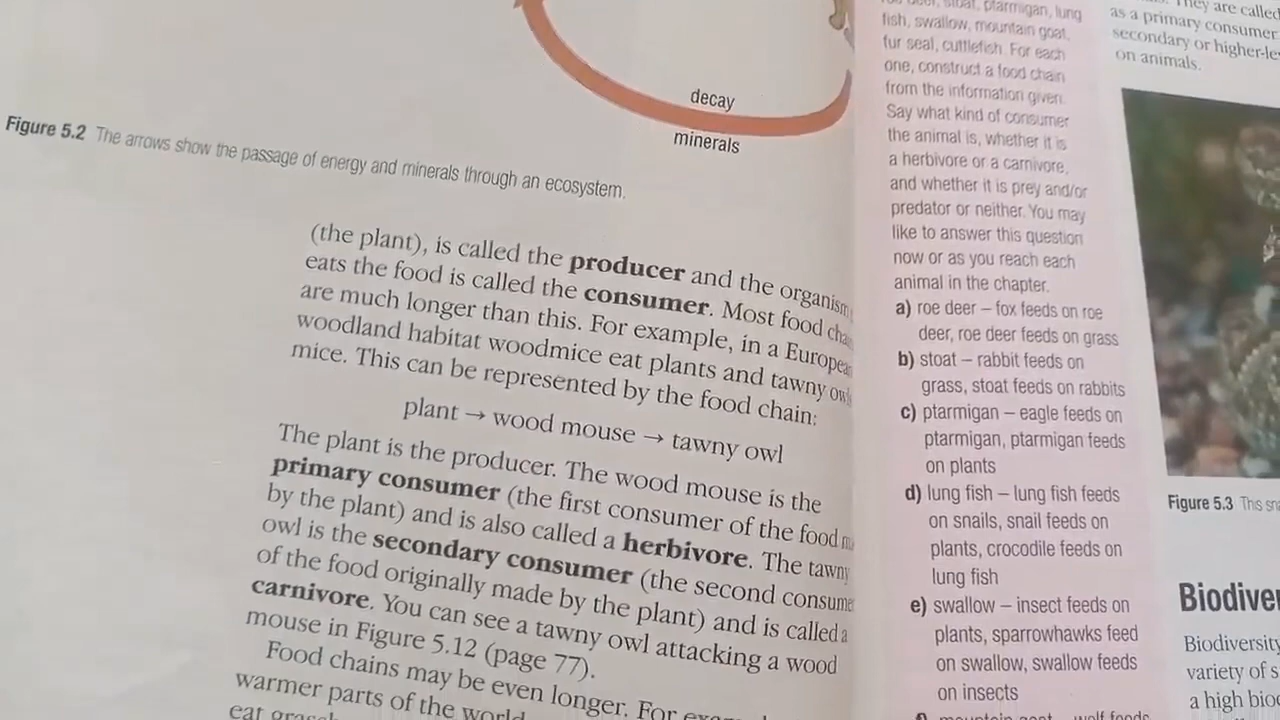 decay
minerals
Figure 5.2 The arrows show the passage of energy and minerals through an ecosystem.
(the plant), is called the producer and the organism
eats the food is called the consumer. Most food
are much longer than this. For example, in a
woodland habitat woodmice eat plants and tawny
mice. This can be represented by the food chain:
plant → wood mouse → tawny owl
The plant is the producer. The wood mouse is the
primary consumer (the first consumer of the food
by the plant) and is also called a herbivore. The tawny
owl is the secondary consumer (the second
of the food originally made by the plant) and is called a
carnivore. You can see a tawny owl attacking a wood
mouse in Figure 5.12 (page 77).
Food chains may be even longer. For
warmer parts of the world
eat
deer, stoat, ptarmigan, lung
fish, swallow, mountain goat,
fur seal, cuttlefish. For each
one, construct a food chain
from the information given.
Say what kind of consumer
the animal is, whether it is
a herbivore or a carnivore,
and whether it is prey and/or
predator or neither. You may
like to answer this question
now or as you reach each
animal in the chapter.
a) roe deer – fox feeds on roe
deer, roe deer feeds on grass
b) stoat – rabbit feeds on
grass, stoat feeds on rabbits
c) ptarmigan – eagle feeds on
ptarmigan, ptarmigan feeds
on plants
d) lung fish – lung fish feeds
on snails, snail feeds on
plants, crocodile feeds on
lung fish
e) swallow – insect feeds on
plants, sparrowhawks feed
on swallow, swallow feeds
on insects
f) mountain goat – wolf feeds
They are called
as a primary consumer
secondary or
on animals.
Figure 5.3 This
Biodiver
Biodiversity
variety of s
a high bio